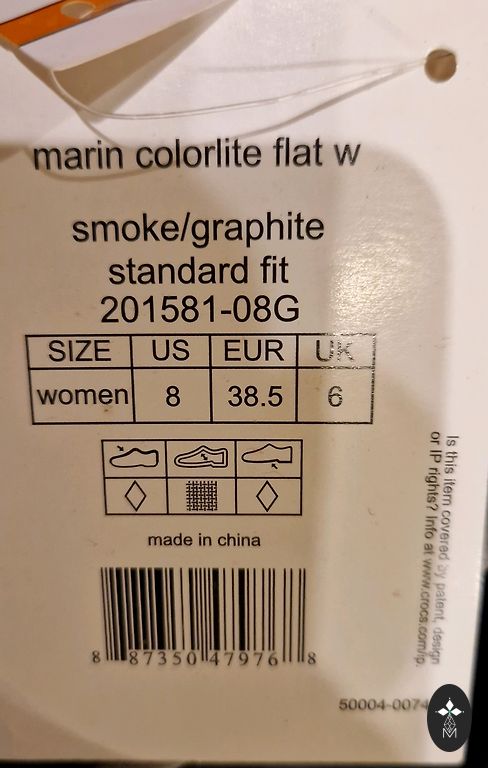 marin colorlite flat w
smoke/graphite
standard fit
201581-08G
SIZE US EUR UK
women 8 38.5 6
made in china
8 87350 47976 8
Is this item covered by patent, design
or IP rights? Info at www.crocs.com/ip.
50004-0074